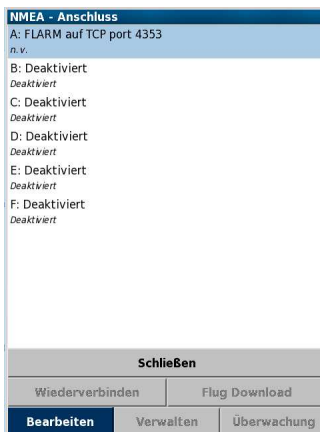 NMEA - Anschluss
A: FLARM auf TCP port 4353
n.v.
B: Deaktiviert
Deaktiviert
C: Deaktiviert
Deaktiviert
D: Deaktiviert
Deaktiviert
E: Deaktiviert
Deaktiviert
F: Deaktiviert
Deaktiviert
Schließen
Wiederverbinden Flug Download
Bearbeiten Verwalten Überwachung